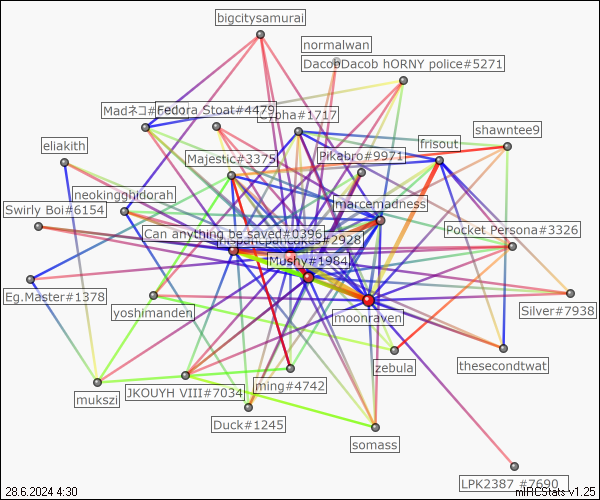 bigcitysamurai
normalwan
DacobDacob hORNY police#5271
Madネコ
Fedora Stoat#4479
#1717
shawntee9
eliakith
frisout
Majestic#3375
Pikabro#9971
neokingghidorah
marcemadness
Swirly Boi#6154
Pocket Persona#3326
Can anything be saved#0396
#2928
Mushy#1984
Eg.Master#1378
Silver#7938
yoshimanden
moonraven
zebula
thesecondtwat
mukszi
JKOUYH VIII#7034
ming#4742
Duck#1245
somass
LPK2387 #7690
28.6.2024 4:30
mIRCStats v1.25